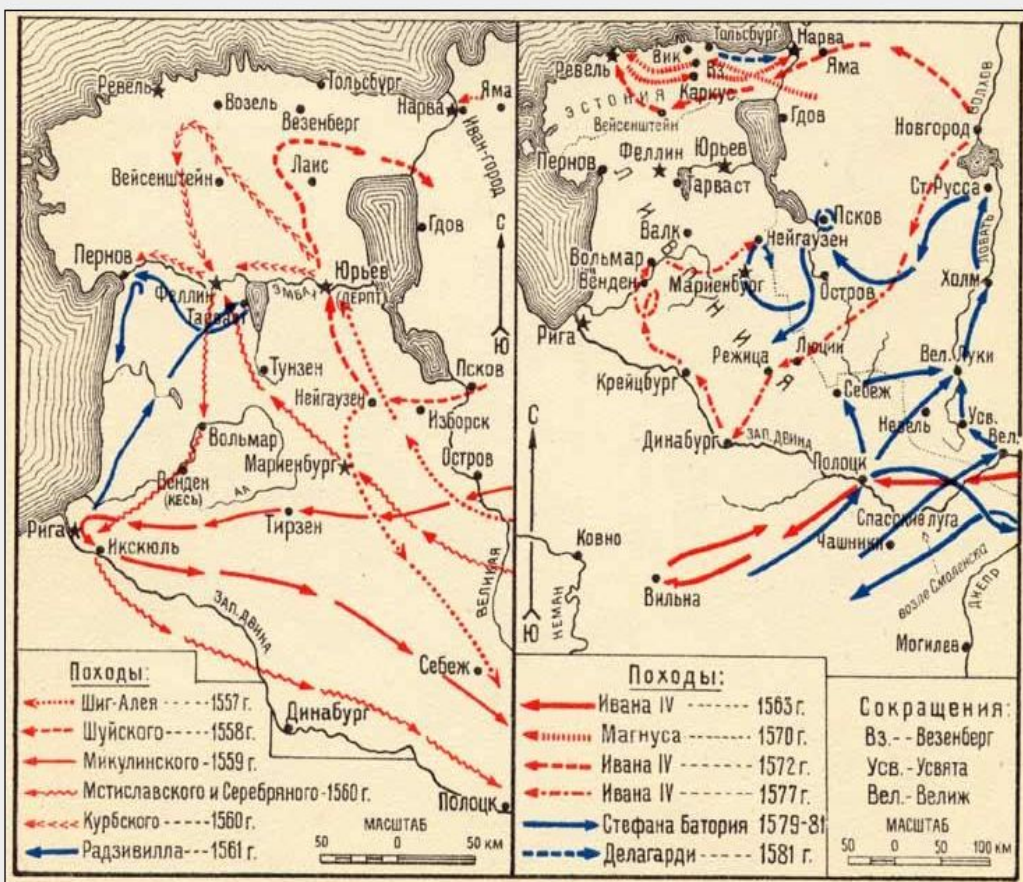 Ревель
Тольсбург
Возель
Везенберг
Нарва
Яма
Иван-город
Вейсенштейн
Лаис
Гдов
С
Ю
Пернов
Феллин
Тарваст
ЭМБАХ
Юрьев
(ДЕРПТ)
Тунзен
Псков
Нейгаузен
Изборск
Вольмар
Мариенбург
Остров
Венден
(КЕСЬ)
АА
Рига
Тирзен
Икскюль
ВЕЛИКАЯ
ЗАП. ДВИНА
Себеж
Динабург
Полоцк
Походы:
Шиг-Алея ----- 1557 г.
Шуйского ---- 1558 г.
Микулинского - 1559 г.
Мстиславского и Серебряного - 1560 г.
Курбского ---- 1560 г.
Радзивилла --- 1561 г.
МАСШТАБ
50 0 50 КМ
Тольсбург
Нарва
Вик
Ревель
Вз.
Яма
Каркус
ЭСТОНИЯ
Вейсенштейн
Гдов
ВОЛХОВ
Новгород
Пернов
Феллин
Юрьев
Тарваст
Ст.Русса
Псков
Валк
Нейгаузен
ЛОВАТЬ
Вольмар
Венден
Мариенбург
Остров
Холм
ЛИВОНИЯ
Рига
Режица
Люцин
Вел. Луки
Крейцбург
Себеж
С
Невель
Усв.
Динабург
ЗАП. ДВИНА
Вел.
Полоцк
Спасские луга
Ковно
Чашники
возле Смоленска
Вильна
НЕМАН
Ю
ДНЕПР
Могилев
Походы:
Ивана IV ------ 1563 г.
Магнуса ------ 1570 г.
Ивана IV ------ 1572 г.
Ивана IV ------ 1577 г.
Стефана Батория 1579-81
Делагарди ---- 1581 г.
Сокращения:
Вз. -- Везенберг
Усв. - Усвята
Вел. - Велиж
МАСШТАБ
50 0 50 100 КМ